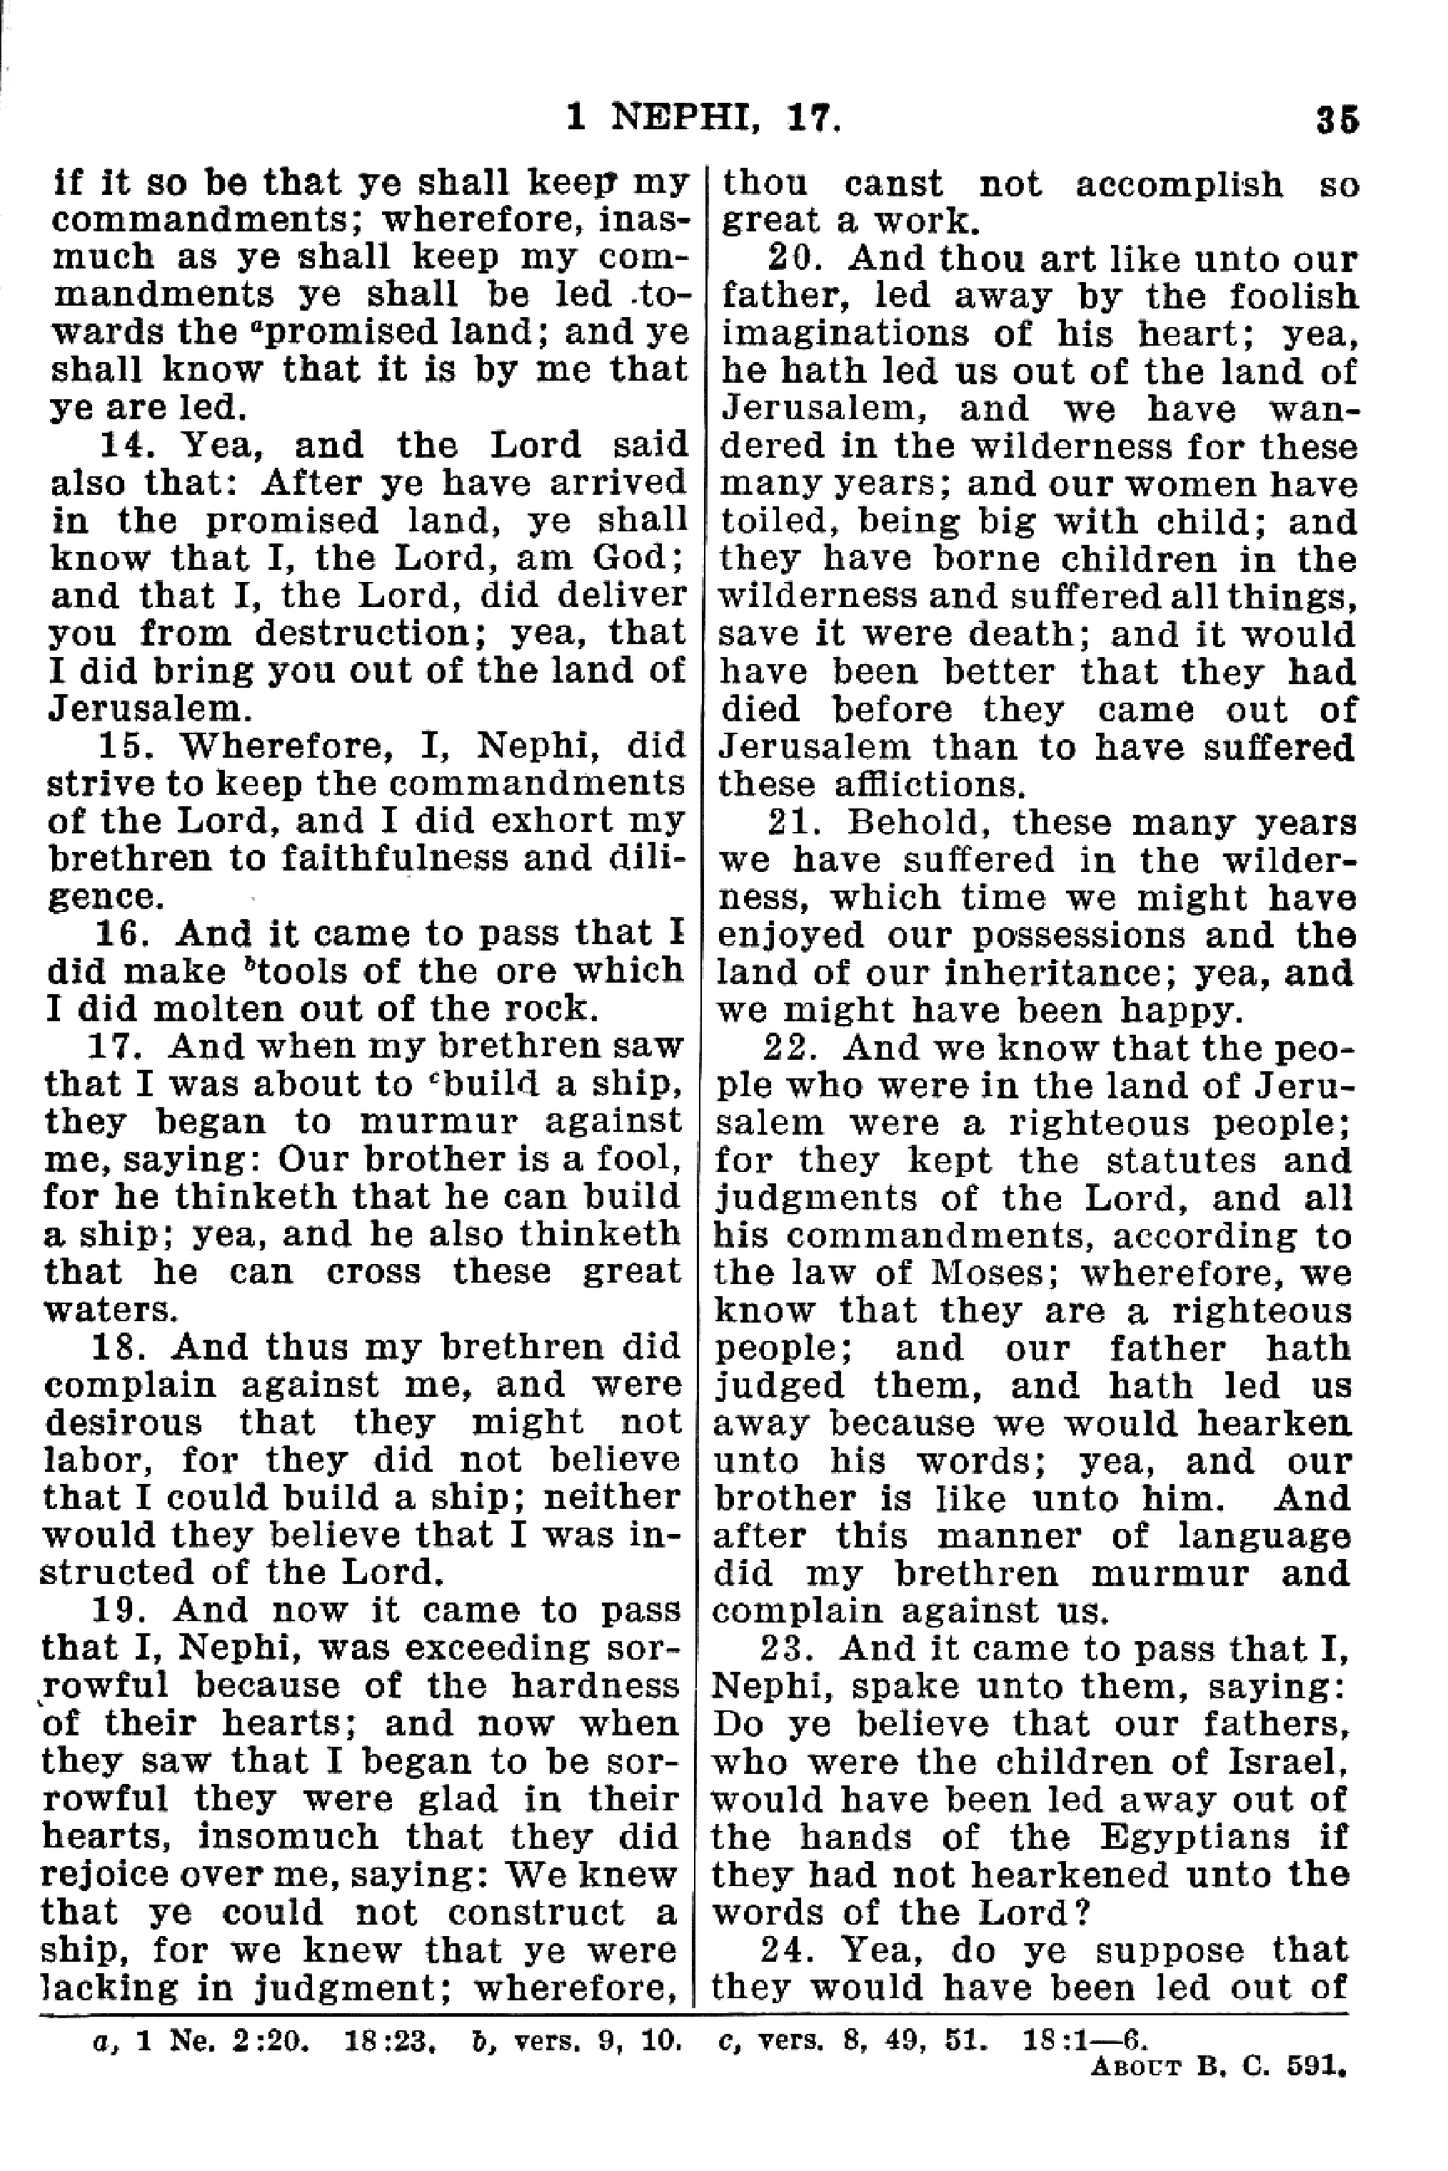 1 NEPHI, 17.
35
if it so be that ye shall keep my
commandments; wherefore, inas-
much as ye shall keep my com-
mandments ye shall be led to-
wards the ᵃpromised land; and ye
shall know that it is by me that
ye are led.
14. Yea, and the Lord said
also that: After ye have arrived
in the promised land, ye shall
know that I, the Lord, am God;
and that I, the Lord, did deliver
you from destruction; yea, that
I did bring you out of the land of
Jerusalem.
15. Wherefore, I, Nephi, did
strive to keep the commandments
of the Lord, and I did exhort my
brethren to faithfulness and dili-
gence.
16. And it came to pass that I
did make ᵇtools of the ore which
I did molten out of the rock.
17. And when my brethren saw
that I was about to ᶜbuild a ship,
they began to murmur against
me, saying: Our brother is a fool,
for he thinketh that he can build
a ship; yea, and he also thinketh
that he can cross these great
waters.
18. And thus my brethren did
complain against me, and were
desirous that they might not
labor, for they did not believe
that I could build a ship; neither
would they believe that I was in-
structed of the Lord.
19. And now it came to pass
that I, Nephi, was exceeding sor-
rowful because of the hardness
of their hearts; and now when
they saw that I began to be sor-
rowful they were glad in their
hearts, insomuch that they did
rejoice over me, saying: We knew
that ye could not construct a
ship, for we knew that ye were
lacking in judgment; wherefore,
thou canst not accomplish so
great a work.
20. And thou art like unto our
father, led away by the foolish
imaginations of his heart; yea,
he hath led us out of the land of
Jerusalem, and we have wan-
dered in the wilderness for these
many years; and our women have
toiled, being big with child; and
they have borne children in the
wilderness and suffered all things,
save it were death; and it would
have been better that they had
died before they came out of
Jerusalem than to have suffered
these afflictions.
21. Behold, these many years
we have suffered in the wilder-
ness, which time we might have
enjoyed our possessions and the
land of our inheritance; yea, and
we might have been happy.
22. And we know that the peo-
ple who were in the land of Jeru-
salem were a righteous people;
for they kept the statutes and
judgments of the Lord, and all
his commandments, according to
the law of Moses; wherefore, we
know that they are a righteous
people; and our father hath
judged them, and hath led us
away because we would hearken
unto his words; yea, and our
brother is like unto him. And
after this manner of language
did my brethren murmur and
complain against us.
23. And it came to pass that I,
Nephi, spake unto them, saying:
Do ye believe that our fathers,
who were the children of Israel,
would have been led away out of
the hands of the Egyptians if
they had not hearkened unto the
words of the Lord?
24. Yea, do ye suppose that
they would have been led out of
a, 1 Ne. 2:20. 18:23. b, vers. 9, 10. c, vers. 8, 49, 51. 18:1—6.
ABOUT B. C. 591.